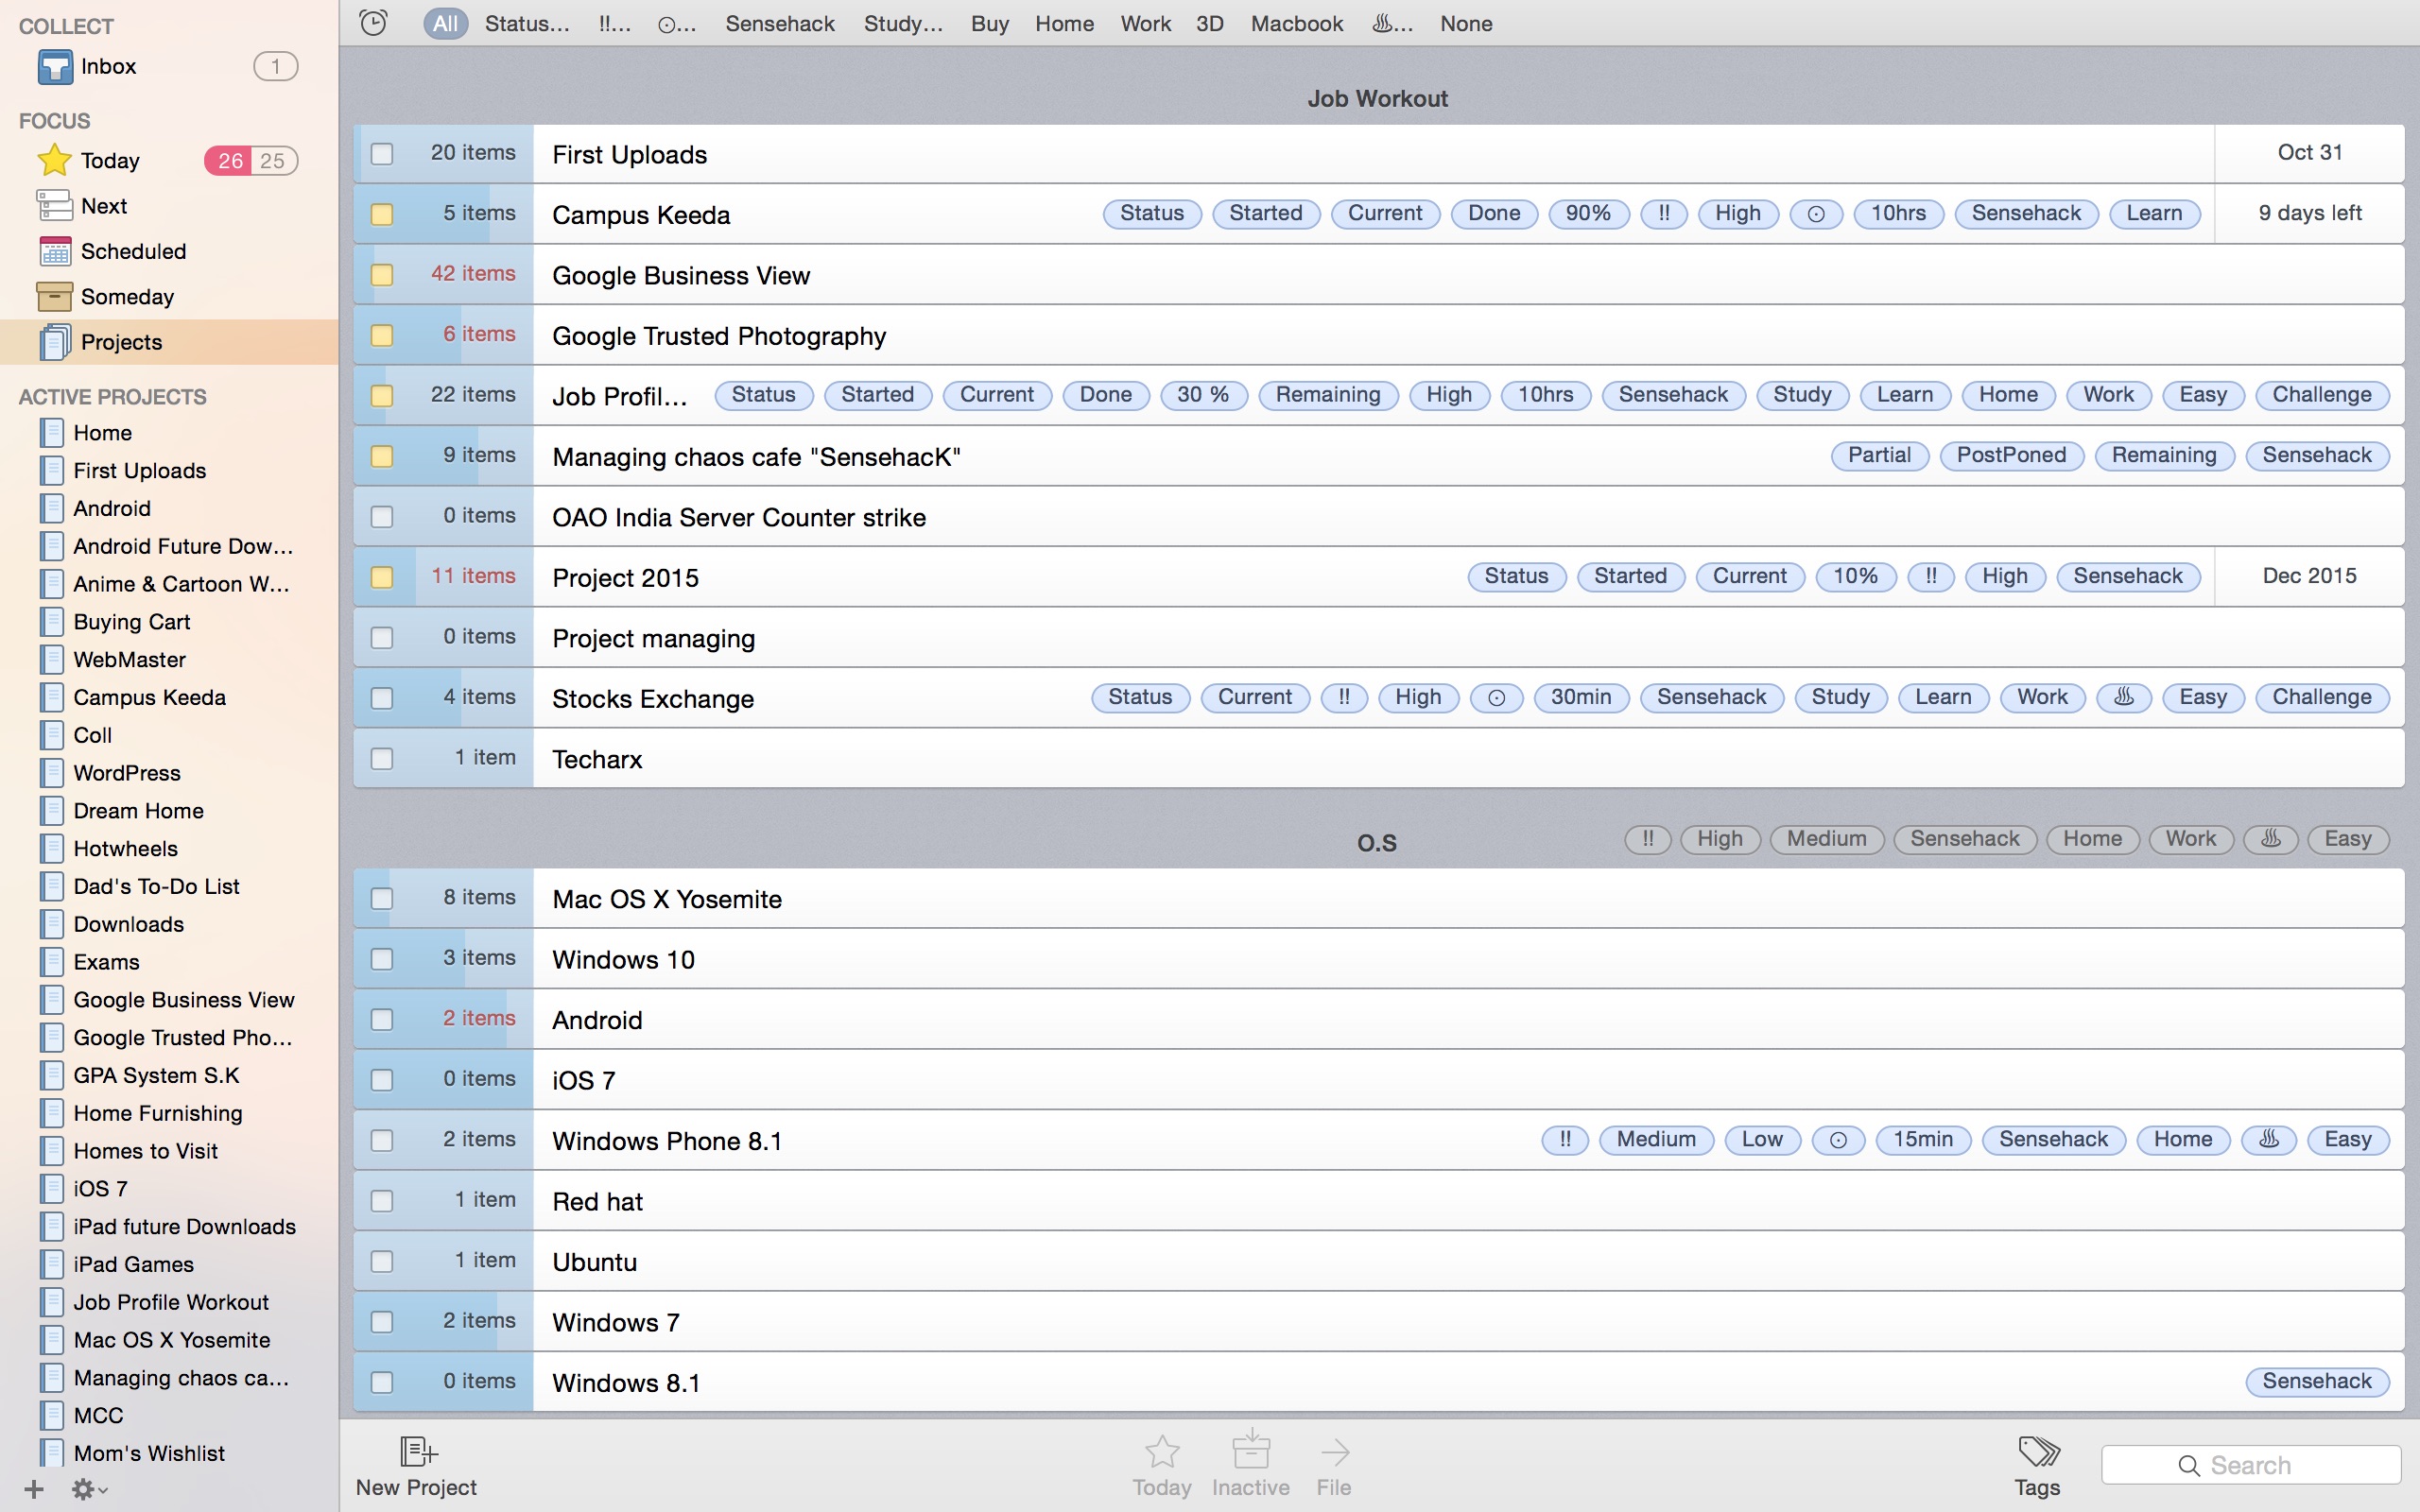 COLLECT
Inbox 1
FOCUS
Today 26 25
Next
Scheduled
Someday
Projects
ACTIVE PROJECTS
Home
First Uploads
Android
Android Future Dow...
Anime & Cartoon W...
Buying Cart
WebMaster
Campus Keeda
Coll
WordPress
Dream Home
Hotwheels
Dad's To-Do List
Downloads
Exams
Google Business View
Google Trusted Pho...
GPA System S.K
Home Furnishing
Homes to Visit
iOS 7
iPad future Downloads
iPad Games
Job Profile Workout
Mac OS X Yosemite
Managing chaos ca...
MCC
Mom's Wishlist
All Status... !!... ⊙... Sensehack Study... Buy Home Work 3D Macbook ♨... None
Job Workout
20 items First Uploads Oct 31
5 items Campus Keeda Status Started Current Done 90% !! High ⊙ 10hrs Sensehack Learn 9 days left
42 items Google Business View
6 items Google Trusted Photography
22 items Job Profil... Status Started Current Done 30 % Remaining High 10hrs Sensehack Study Learn Home Work Easy Challenge
9 items Managing chaos cafe "SensehacK" Partial PostPoned Remaining Sensehack
0 items OAO India Server Counter strike
11 items Project 2015 Status Started Current 10% !! High Sensehack Dec 2015
0 items Project managing
4 items Stocks Exchange Status Current !! High ⊙ 30min Sensehack Study Learn Work ♨ Easy Challenge
1 item Techarx
O.S !! High Medium Sensehack Home Work ♨ Easy
8 items Mac OS X Yosemite
3 items Windows 10
2 items Android
0 items iOS 7
2 items Windows Phone 8.1 !! Medium Low ⊙ 15min Sensehack Home ♨ Easy
1 item Red hat
1 item Ubuntu
2 items Windows 7
0 items Windows 8.1 Sensehack
New Project Today Inactive File Tags Search